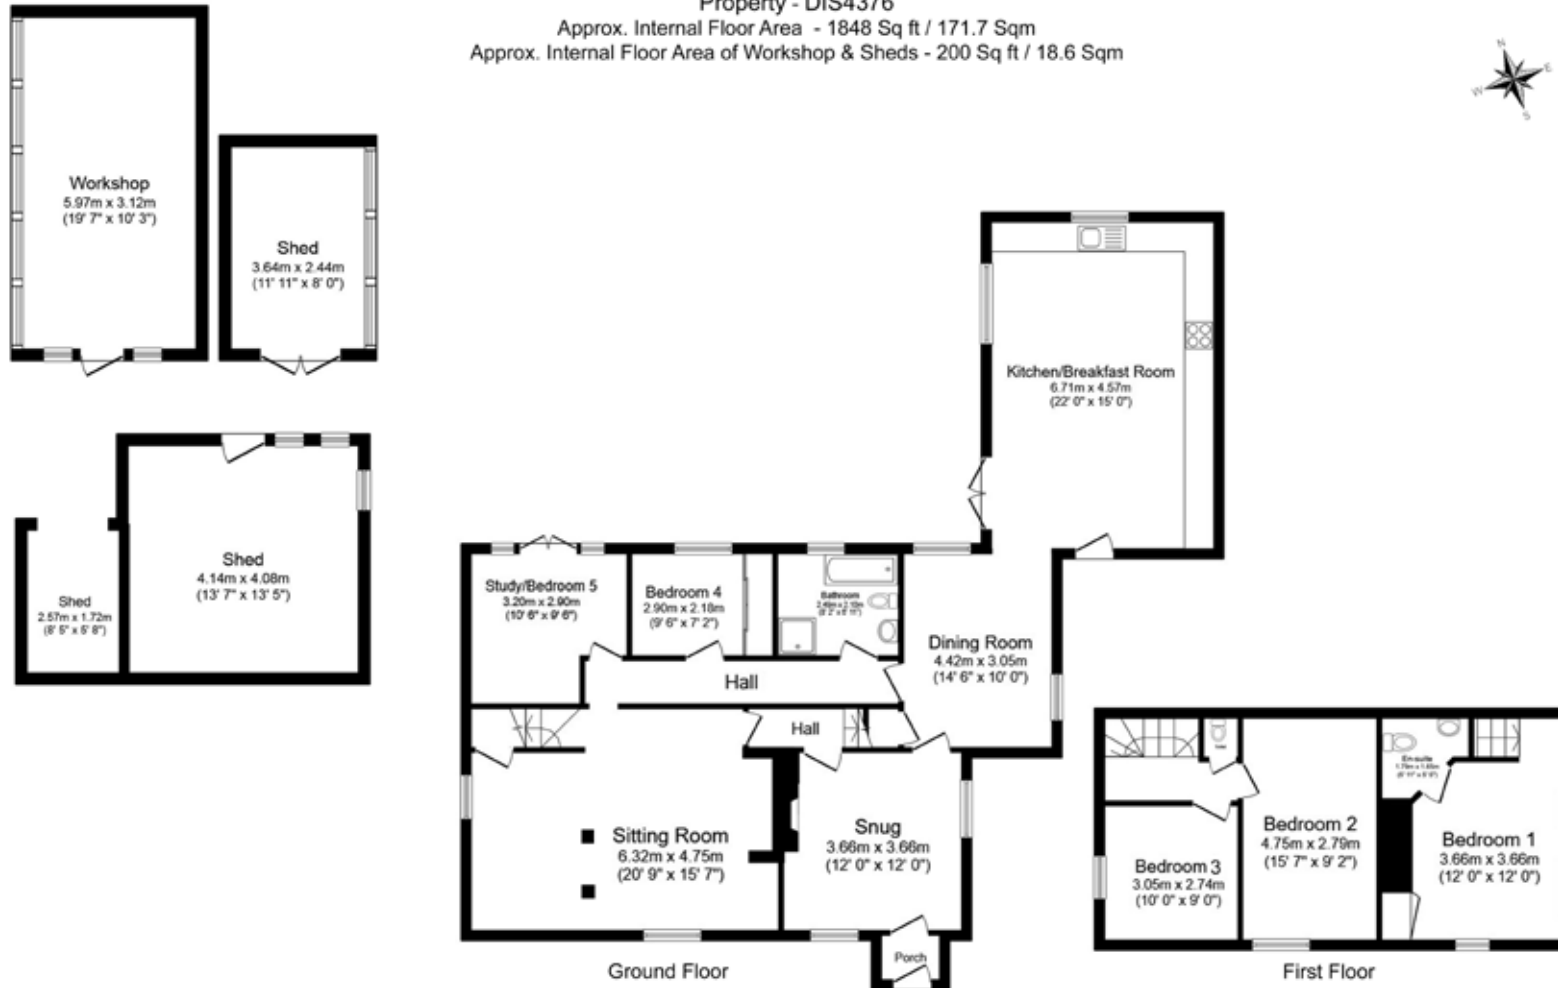 Property - DIS4376
Approx. Internal Floor Area - 1848 Sq ft / 171.7 Sqm
Approx. Internal Floor Area of Workshop & Sheds - 200 Sq ft / 18.6 Sqm
N
E
W
S
Workshop
5.97m x 3.12m
(19' 7" x 10' 3")
Shed
3.64m x 2.44m
(11' 11" x 8' 0")
Kitchen/Breakfast Room
6.71m x 4.57m
(22' 0" x 15' 0")
Shed
4.14m x 4.08m
(13' 7" x 13' 5")
Shed
2.57m x 1.72m
(8' 5" x 5' 8")
Study/Bedroom 5
3.20m x 2.90m
(10' 6" x 9' 6")
Bedroom 4
2.90m x 2.18m
(9' 6" x 7' 2")
Bathroom
Dining Room
4.42m x 3.05m
(14' 6" x 10' 0")
Hall
Hall
Sitting Room
6.32m x 4.75m
(20' 9" x 15' 7")
Snug
3.66m x 3.66m
(12' 0" x 12' 0")
Porch
Ground Floor
En-suite
Bedroom 2
4.75m x 2.79m
(15' 7" x 9' 2")
Bedroom 1
3.66m x 3.66m
(12' 0" x 12' 0")
Bedroom 3
3.05m x 2.74m
(10' 0" x 9' 0")
First Floor